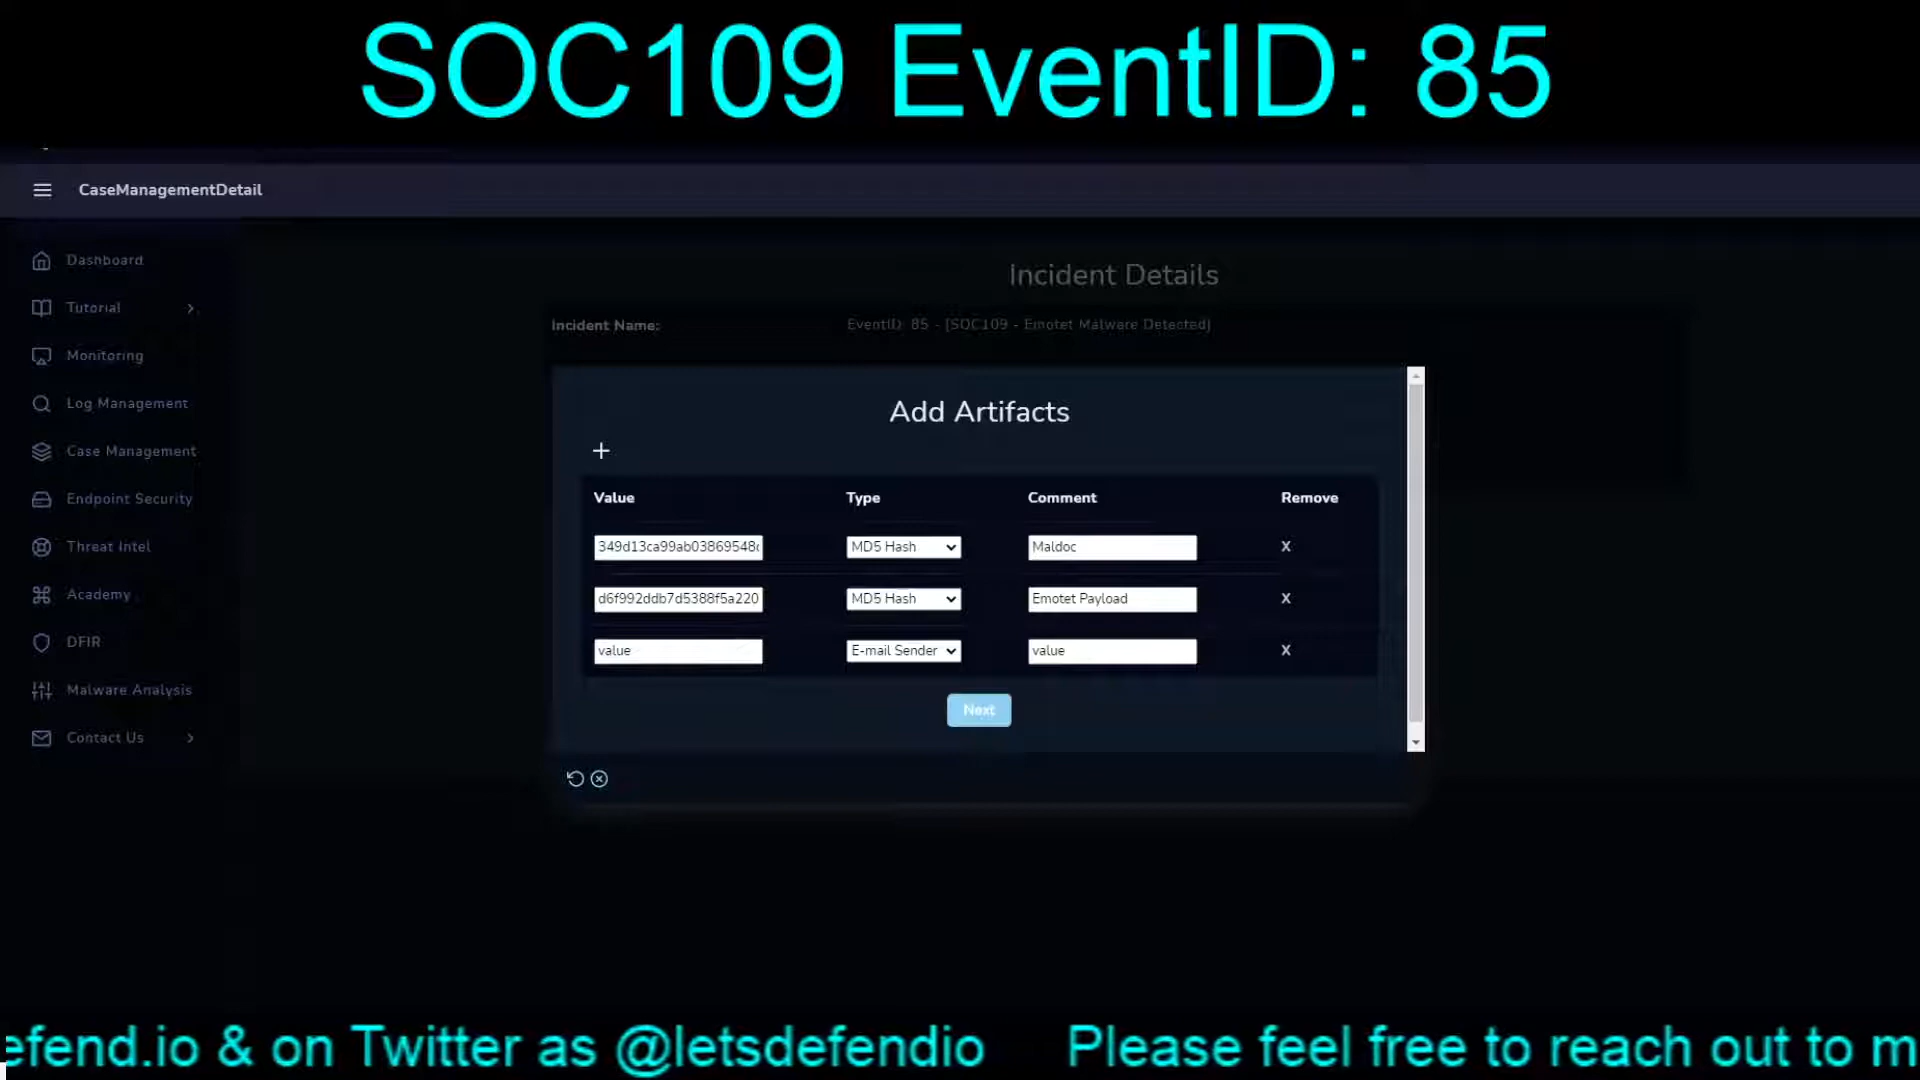 SOC109 EventID: 85
CaseManagementDetail
Dashboard
Tutorial
Monitoring
Log Management
Case Management
Endpoint Security
Threat Intel
Academy
DFIR
Malware Analysis
Contact Us
Incident Details
Incident Name: EventID: 85 - [SOC109 - Emotet Malware Detected]
Add Artifacts
+
Value Type Comment Remove
349d13ca99ab03869548 MD5 Hash Maldoc X
d6f992ddb7d5388f5a220 MD5 Hash Emotet Payload X
value E-mail Sender value X
Next
efend.io & on Twitter as @letsdefendio Please feel free to reach out to m